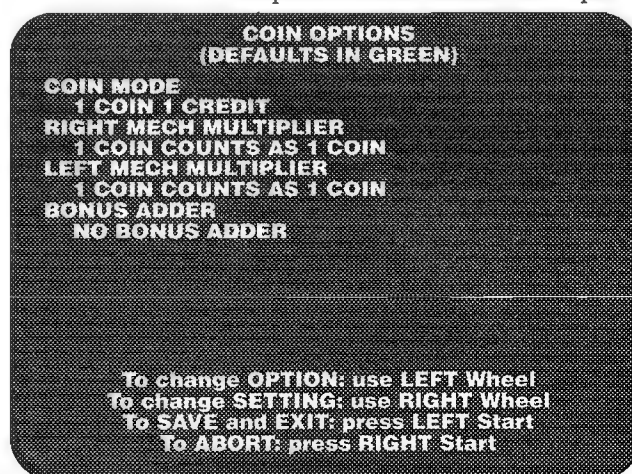 COIN OPTIONS
(DEFAULTS IN GREEN)
COIN MODE
1 COIN 1 CREDIT
RIGHT MECH MULTIPLIER
1 COIN COUNTS AS 1 COIN
LEFT MECH MULTIPLIER
1 COIN COUNTS AS 1 COIN
BONUS ADDER
NO BONUS ADDER
To change OPTION: use LEFT Wheel
To change SETTING: use RIGHT Wheel
To SAVE and EXIT: press LEFT Start
To ABORT: press RIGHT Start